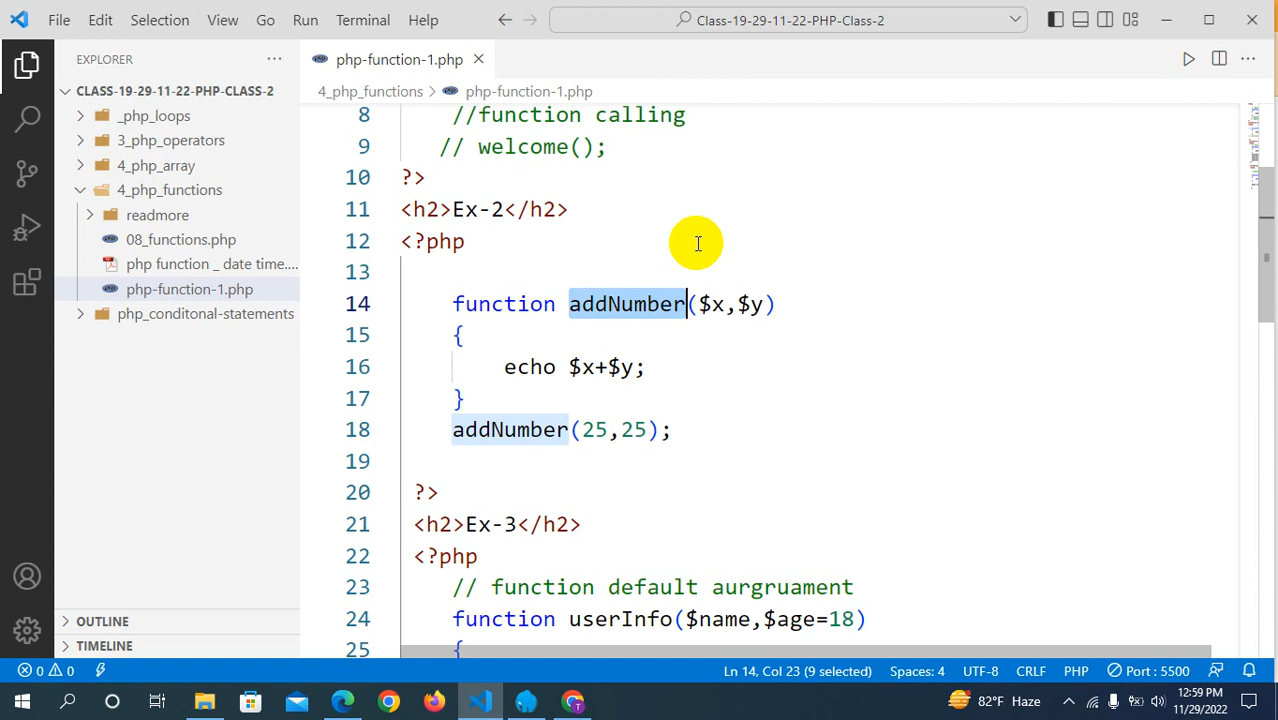 File Edit Selection View Go Run Terminal Help
Class-19-29-11-22-PHP-Class-2
EXPLORER
php-function-1.php
CLASS-19-29-11-22-PHP-CLASS-2
4_php_functions > php-function-1.php
_php_loops
3_php_operators
4_php_array
4_php_functions
readmore
08_functions.php
php function _ date time....
php-function-1.php
php_conditonal-statements
8 //function calling
9 // welcome();
10 ?>
11 <h2>Ex-2</h2>
12 <?php
13
14 function addNumber($x,$y)
15 {
16 echo $x+$y;
17 }
18 addNumber(25,25);
19
20 ?>
21 <h2>Ex-3</h2>
22 <?php
23 // function default aurgruament
24 function userInfo($name,$age=18)
25 {
OUTLINE
TIMELINE
0 0
Ln 14, Col 23 (9 selected) Spaces: 4 UTF-8 CRLF PHP Port : 5500
82°F Haze
12:59 PM
11/29/2022